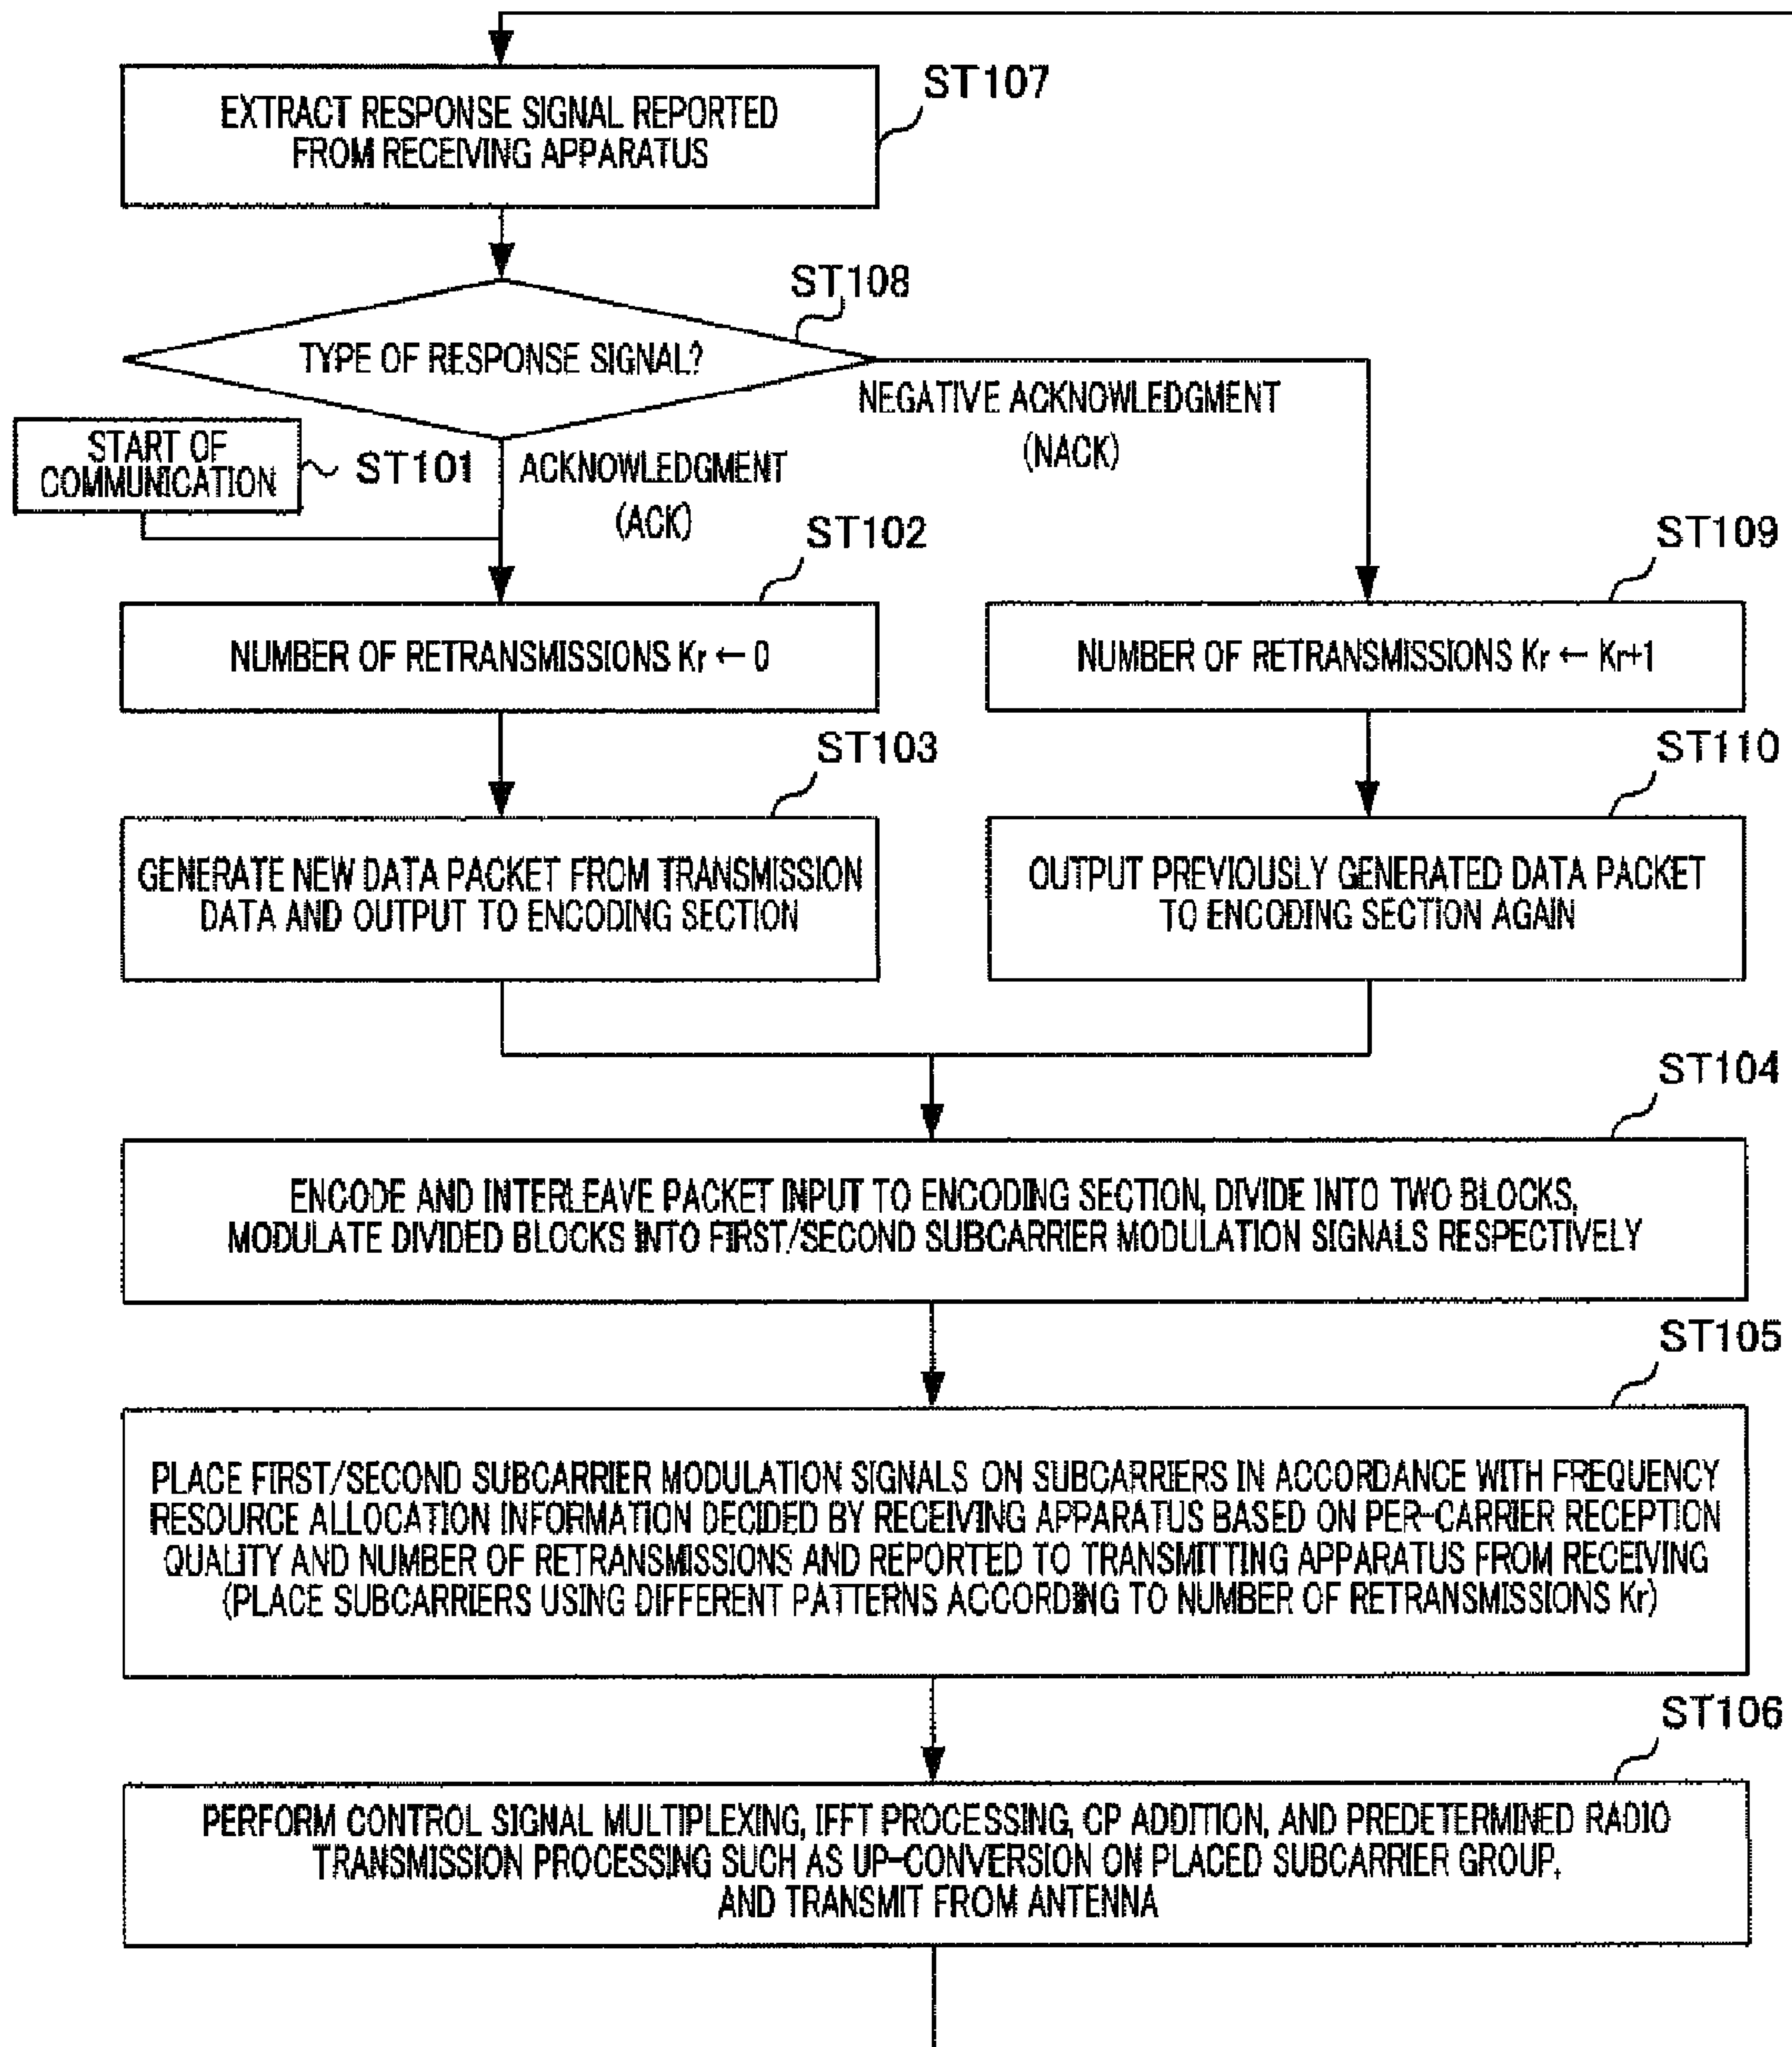 ST107
EXTRACT RESPONSE SIGNAL REPORTED
FROM RECEIVING APPARATUS
ST108
TYPE OF RESPONSE SIGNAL?
NEGATIVE ACKNOWLEDGMENT
(NACK)
START OF
COMMUNICATION
ST101
ACKNOWLEDGMENT
(ACK)
ST102
NUMBER OF RETRANSMISSIONS Kr ← 0
ST109
NUMBER OF RETRANSMISSIONS Kr ← Kr+1
ST103
GENERATE NEW DATA PACKET FROM TRANSMISSION
DATA AND OUTPUT TO ENCODING SECTION
ST110
OUTPUT PREVIOUSLY GENERATED DATA PACKET
TO ENCODING SECTION AGAIN
ST104
ENCODE AND INTERLEAVE PACKET INPUT TO ENCODING SECTION, DIVIDE INTO TWO BLOCKS,
MODULATE DIVIDED BLOCKS INTO FIRST/SECOND SUBCARRIER MODULATION SIGNALS RESPECTIVELY
ST105
PLACE FIRST/SECOND SUBCARRIER MODULATION SIGNALS ON SUBCARRIERS IN ACCORDANCE WITH FREQUENCY
RESOURCE ALLOCATION INFORMATION DECIDED BY RECEIVING APPARATUS BASED ON PER-CARRIER RECEPTION
QUALITY AND NUMBER OF RETRANSMISSIONS AND REPORTED TO TRANSMITTING APPARATUS FROM RECEIVING
(PLACE SUBCARRIERS USING DIFFERENT PATTERNS ACCORDING TO NUMBER OF RETRANSMISSIONS Kr)
ST106
PERFORM CONTROL SIGNAL MULTIPLEXING, IFFT PROCESSING, CP ADDITION, AND PREDETERMINED RADIO
TRANSMISSION PROCESSING SUCH AS UP-CONVERSION ON PLACED SUBCARRIER GROUP,
AND TRANSMIT FROM ANTENNA